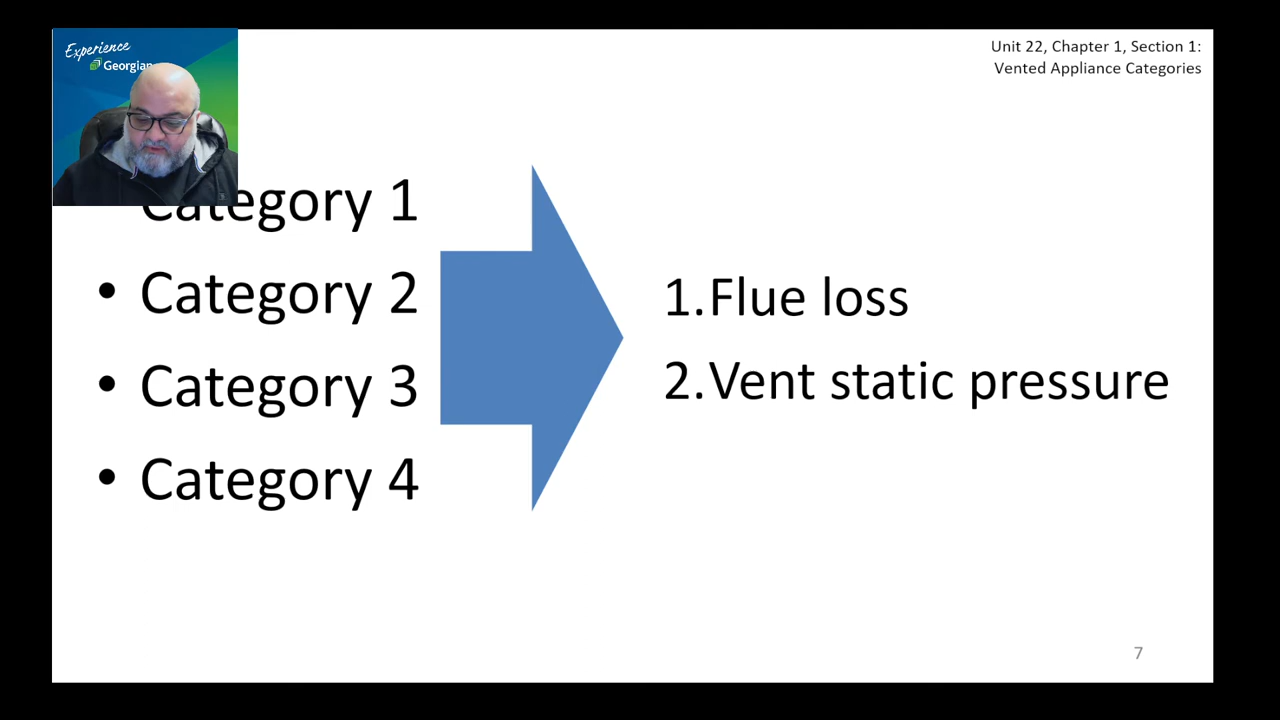 Experience
Georgian
Unit 22, Chapter 1, Section 1:
Vented Appliance Categories
Category 1
• Category 2
• Category 3
• Category 4
1.Flue loss
2.Vent static pressure
7